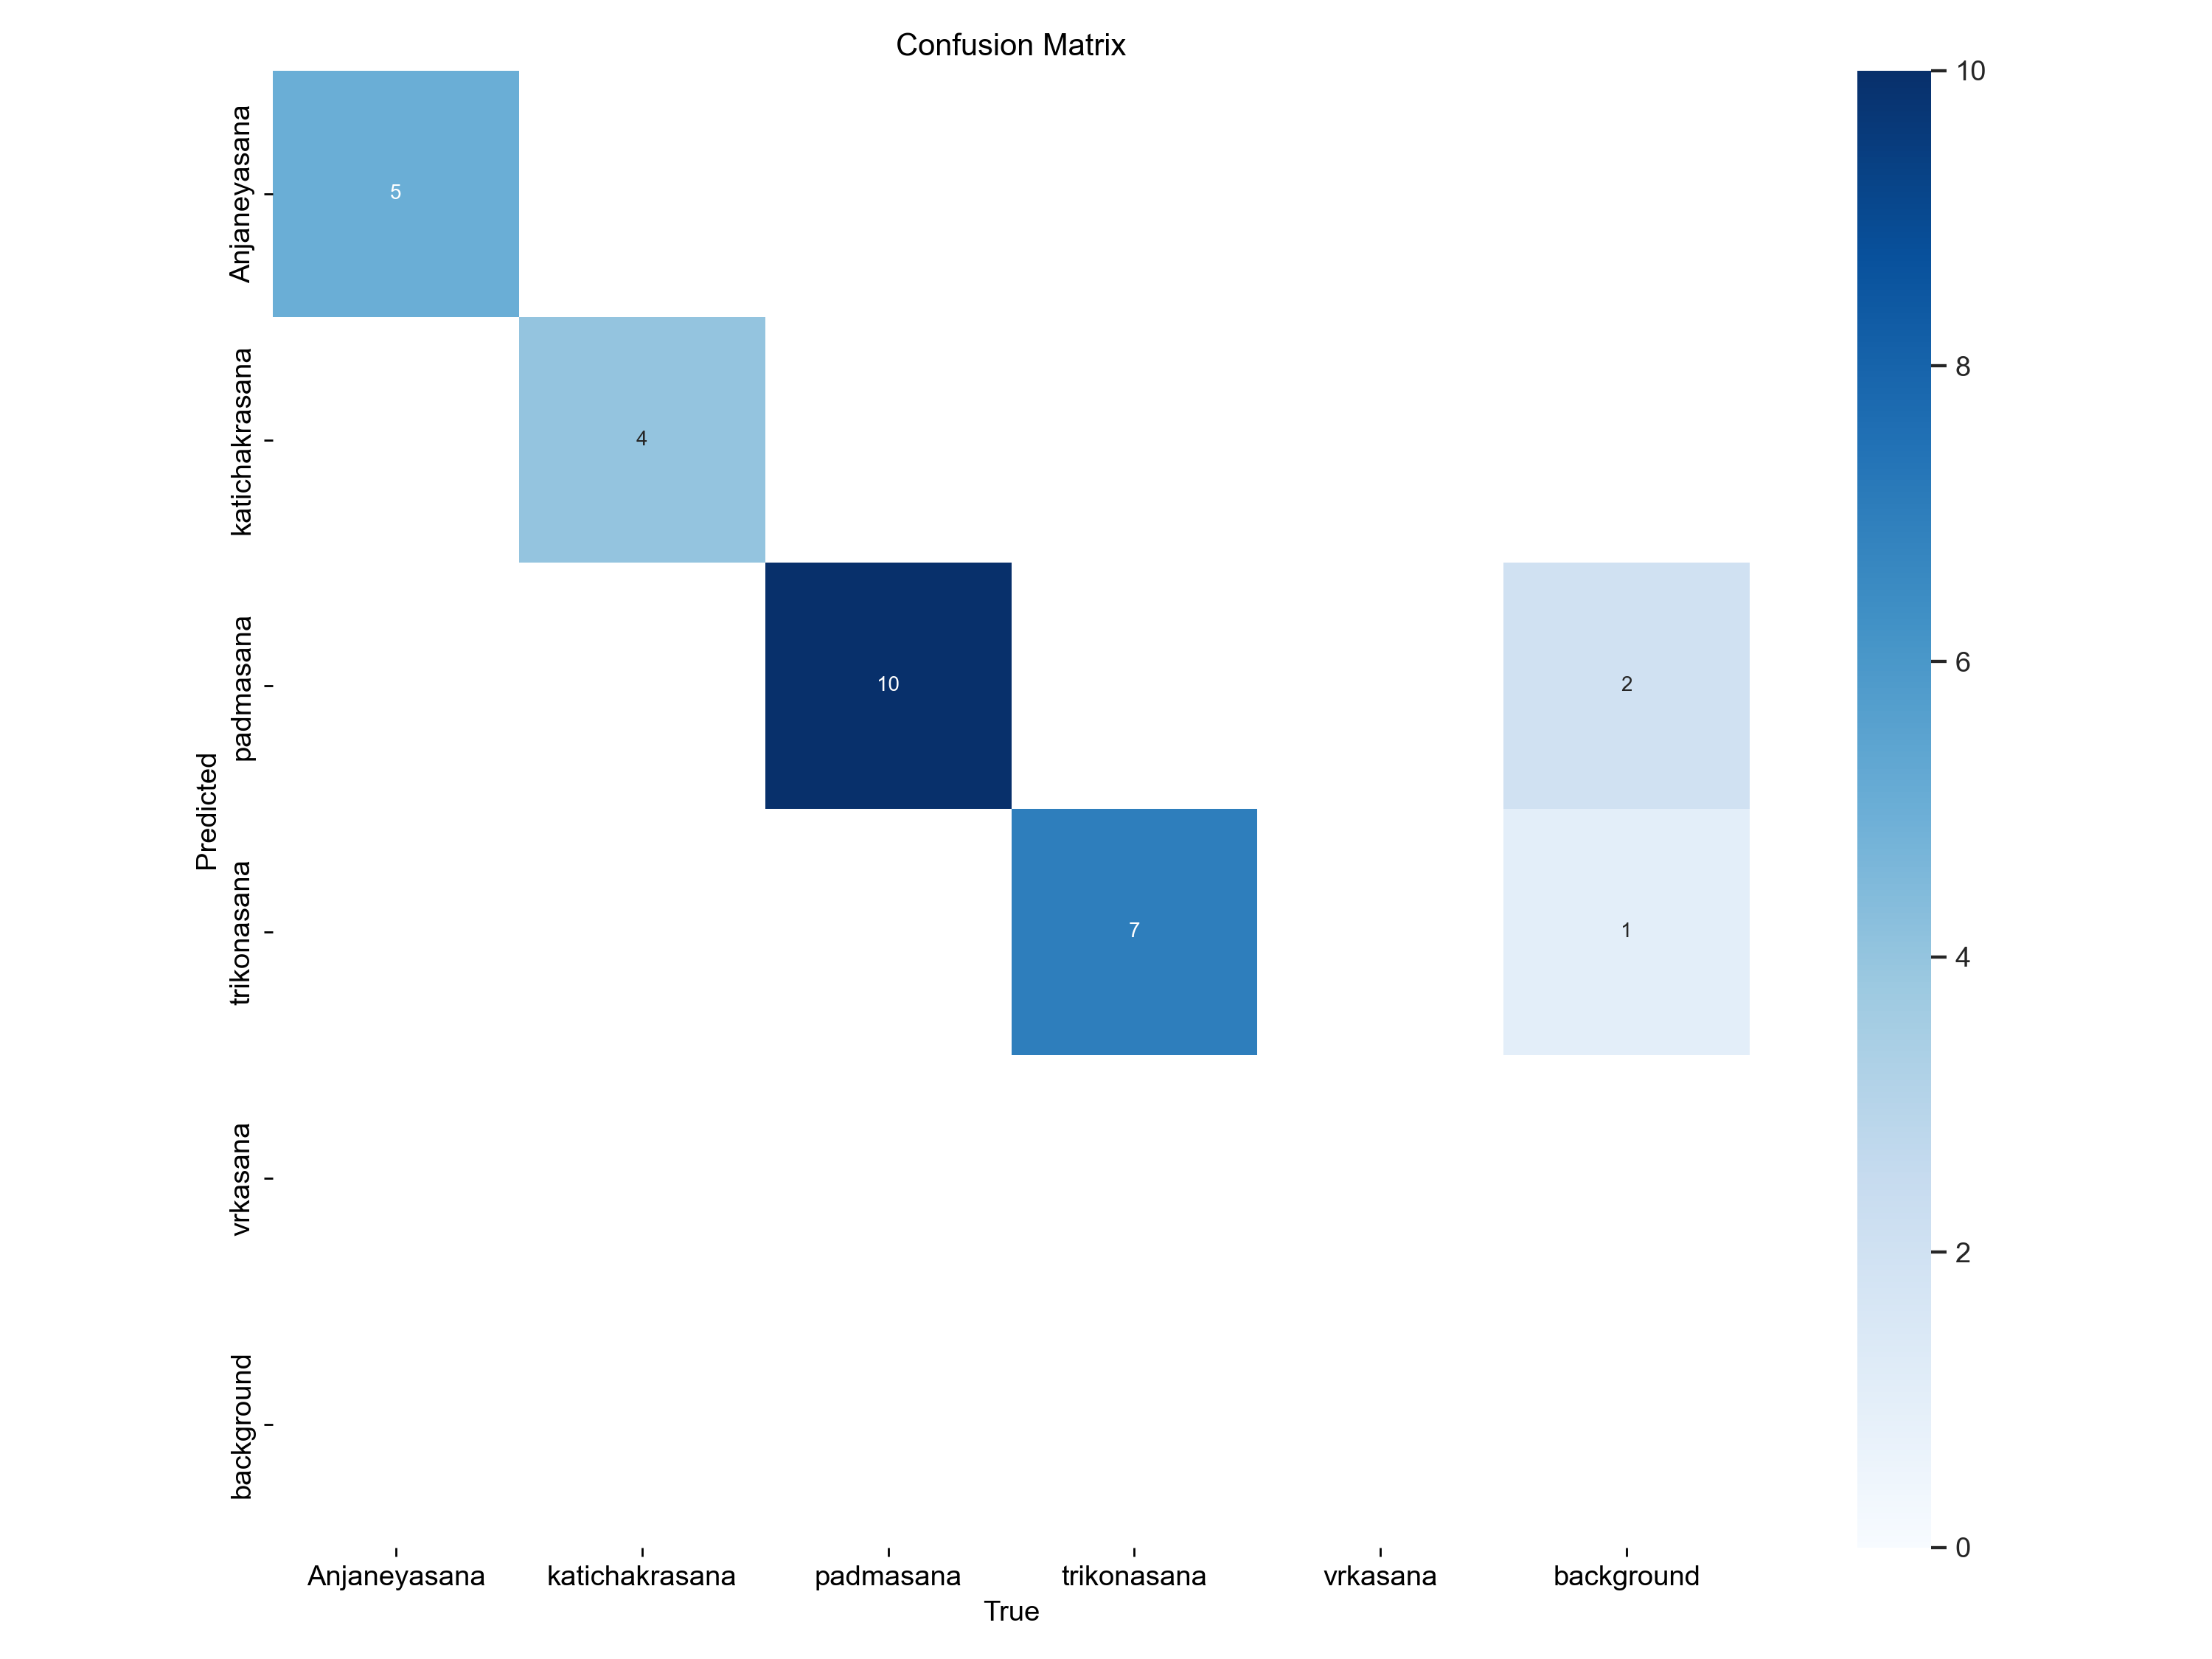 Confusion Matrix
Anjaneyasana
katichakrasana
padmasana
trikonasana
vrkasana
background
Predicted
5
4
10
2
7
1
Anjaneyasana katichakrasana padmasana trikonasana vrkasana background
True
10
8
6
4
2
0